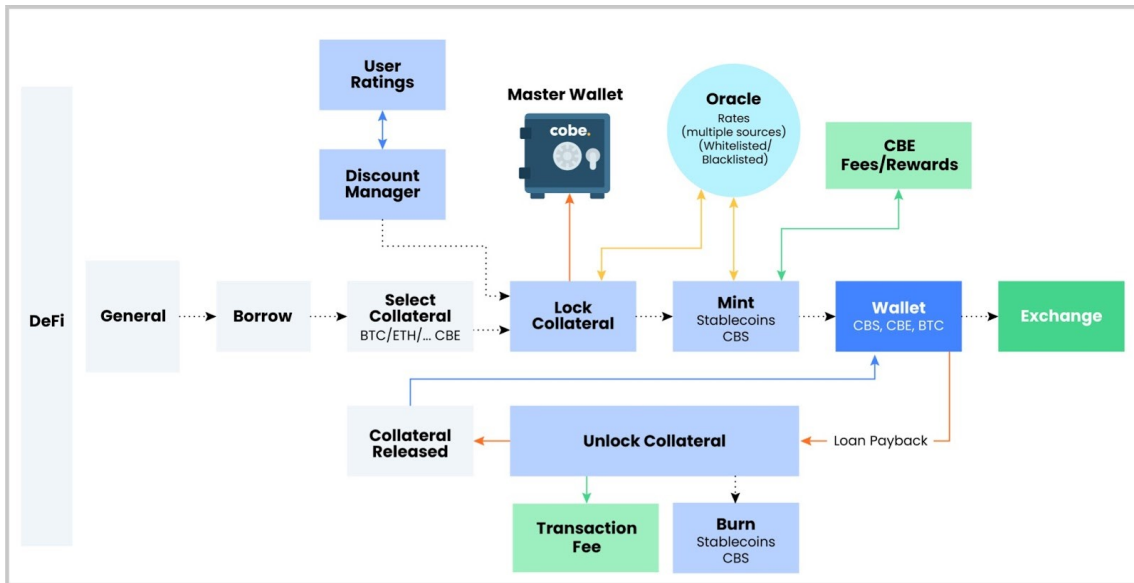 DeFi
General
Borrow
User
Ratings
Discount
Manager
Select
Collateral
BTC/ETH/... CBE
Master Wallet
cobe.
Lock
Collateral
Oracle
Rates
(multiple sources)
(Whitelisted/
Blacklisted)
Mint
Stablecoins
CBS
CBE
Fees/Rewards
Wallet
CBS, CBE, BTC
Exchange
Loan Payback
Unlock Collateral
Collateral
Released
Transaction
Fee
Burn
Stablecoins
CBS